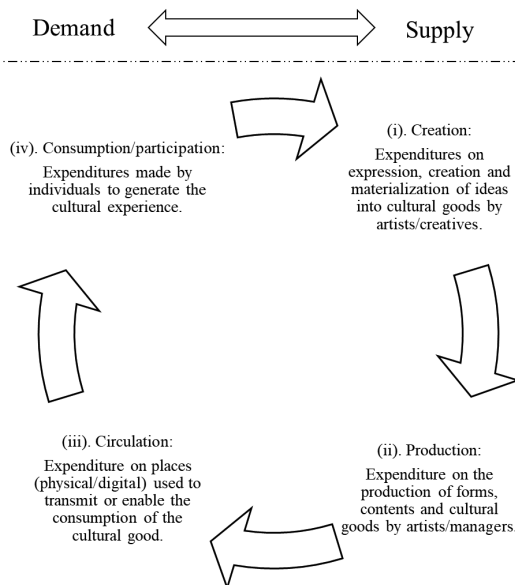 Demand
Supply
(iv). Consumption/participation:
Expenditures made by
individuals to generate the
cultural experience.
(i). Creation:
Expenditures on
expression, creation and
materialization of ideas
into cultural goods by
artists/creatives.
(iii). Circulation:
Expenditure on places
(physical/digital) used to
transmit or enable the
consumption of the
cultural good.
(ii). Production:
Expenditure on the
production of forms,
contents and cultural
goods by artists/managers.